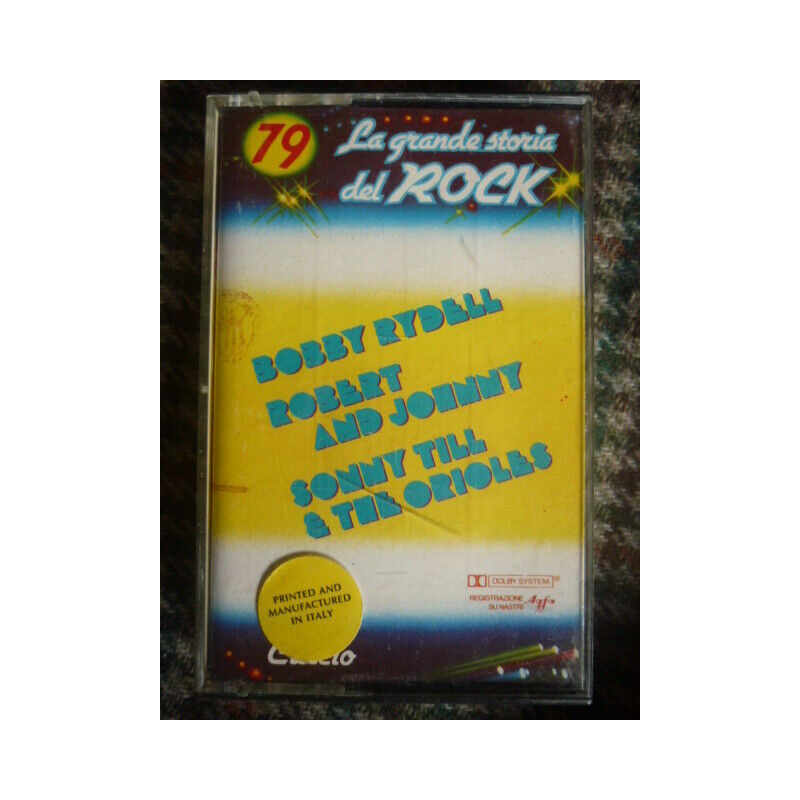 79
La grande storia
del ROCK
BOBBY RYDELL
ROBERT
AND JOHNNY
SONNY TILL
& THE ORIOLES
DOLBY SYSTEM®
REGISTRAZIONE
SU NASTRI Agfa
PRINTED AND
MANUFACTURED
IN ITALY